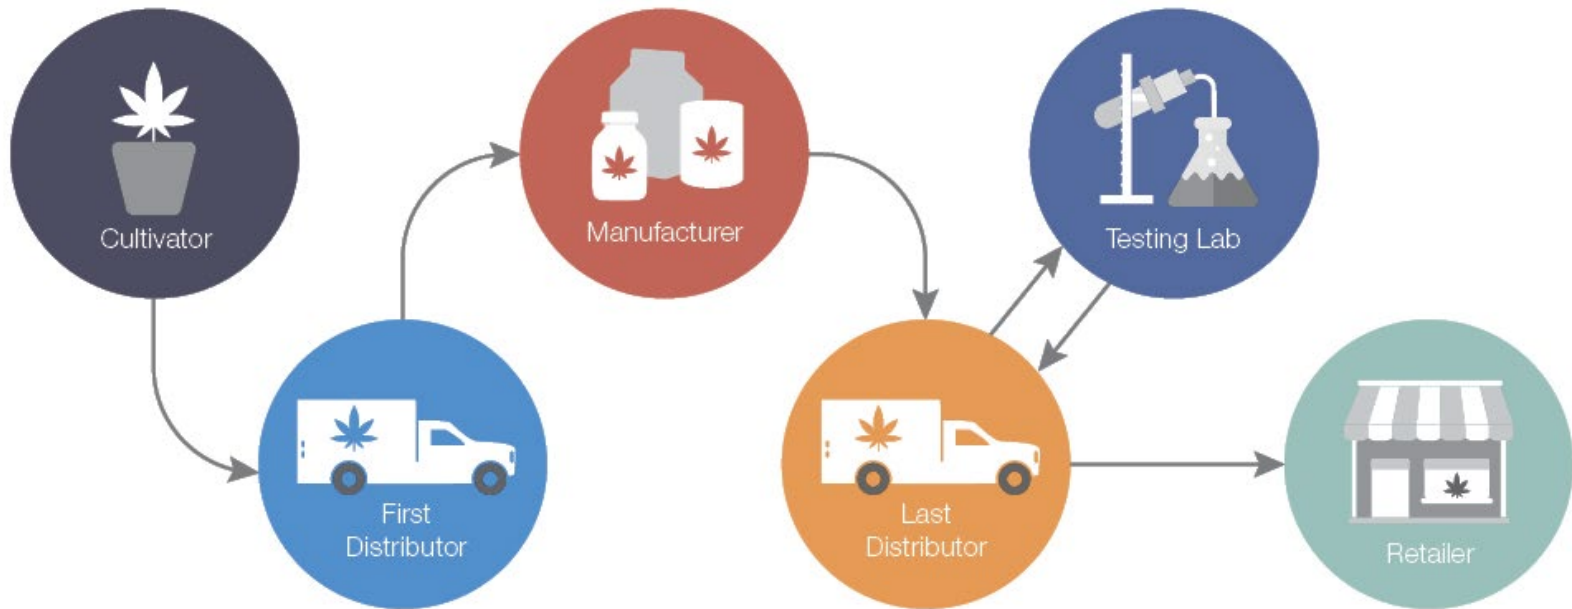 Cultivator
First
Distributor
Manufacturer
Last
Distributor
Testing Lab
Retailer